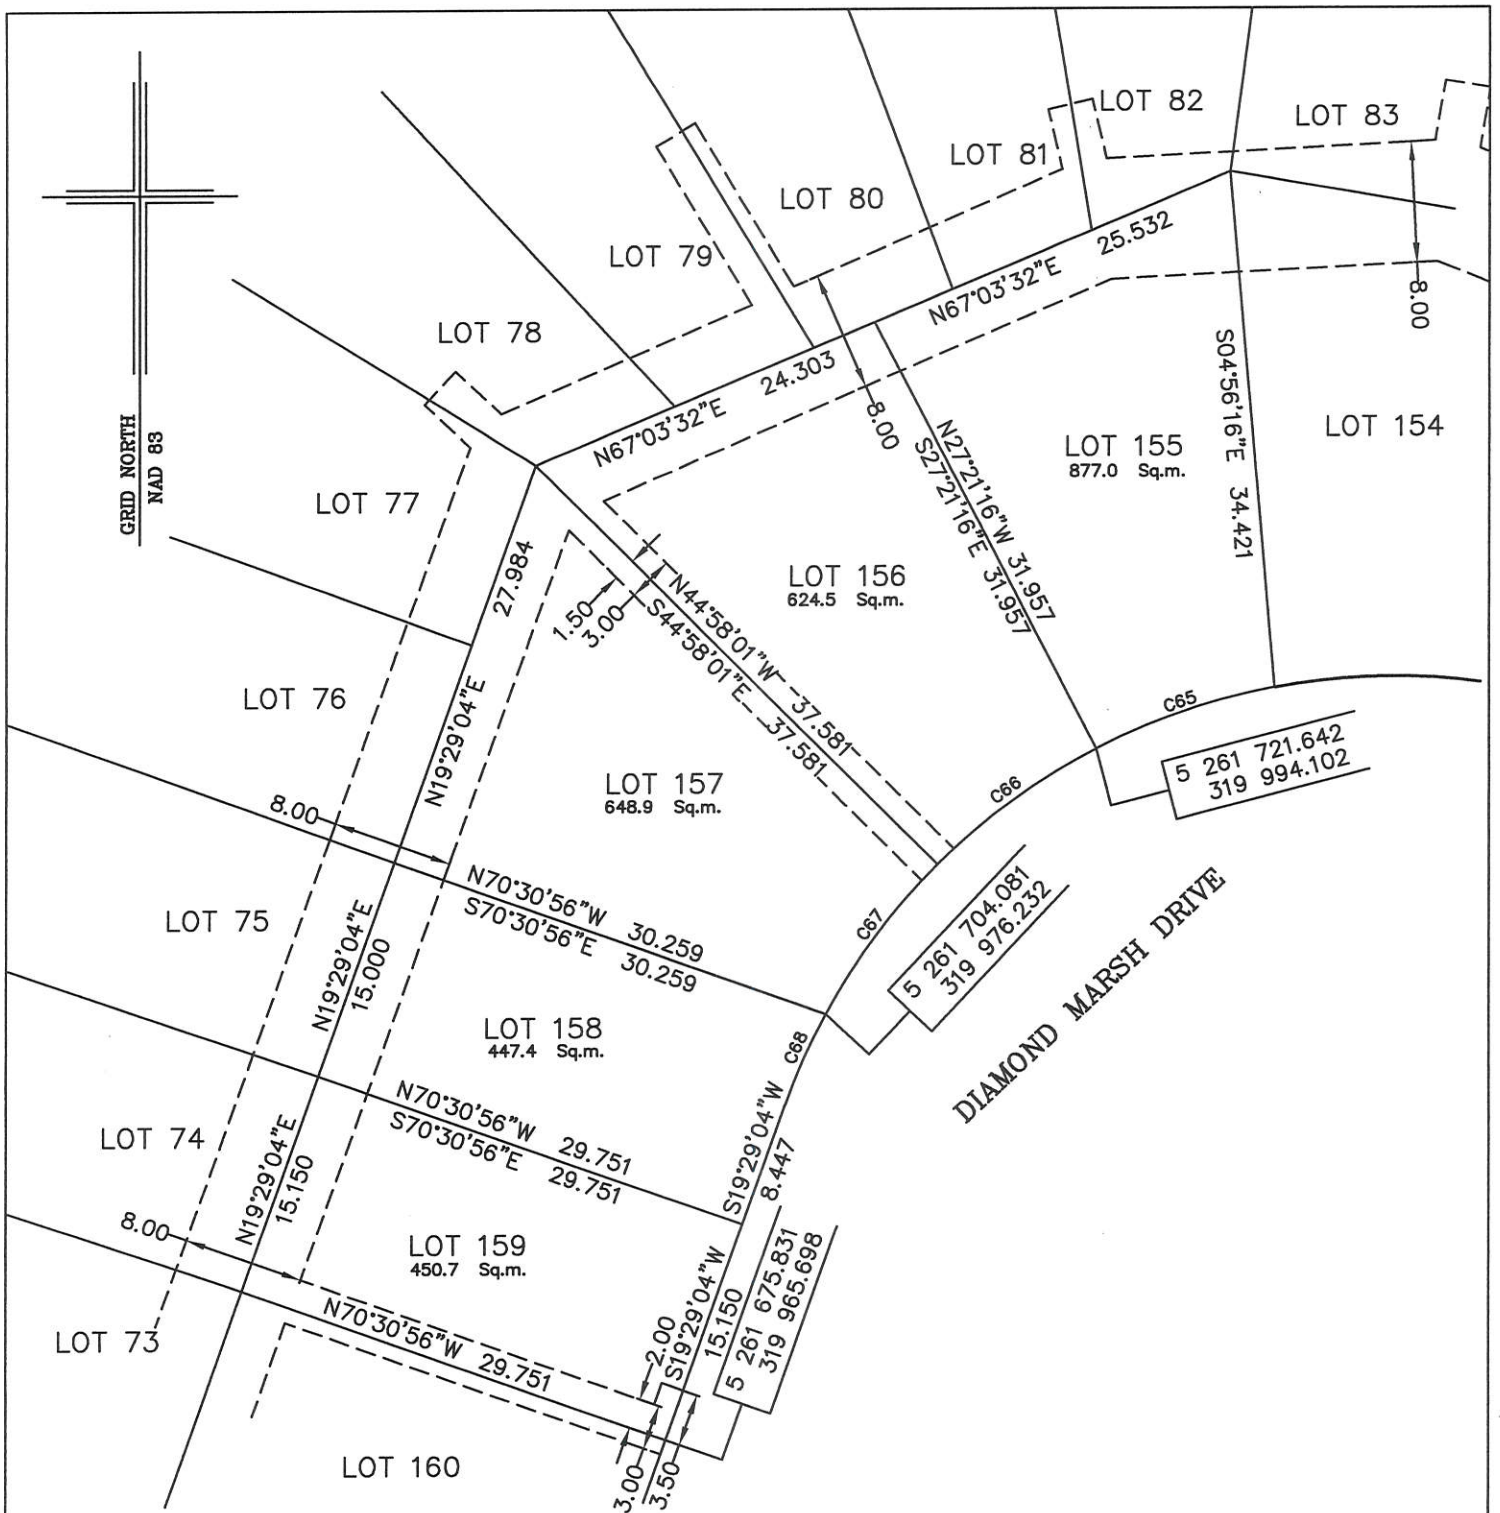 LOT 82
LOT 83
LOT 81
LOT 80
LOT 79
LOT 78
LOT 77
LOT 76
LOT 75
LOT 74
LOT 73
GRID NORTH
NAD 83
N67°03'32"E 25.532
N67°03'32"E 24.303
8.00
8.00
S04°56'16"E 34.421
LOT 154
LOT 155
877.0 Sq.m.
N27°21'16"W 31.957
S27°21'16"E 31.957
LOT 156
624.5 Sq.m.
N44°58'01"W 37.581
S44°58'01"E 37.581
1.50
3.00
27.984
N19°29'04"E
LOT 157
648.9 Sq.m.
8.00
C65
C66
C67
C68
5 261 721.642
319 994.102
5 261 704.081
319 976.232
DIAMOND MARSH DRIVE
N70°30'56"W 30.259
S70°30'56"E 30.259
N19°29'04"E
15.000
LOT 158
447.4 Sq.m.
N70°30'56"W 29.751
S70°30'56"E 29.751
S19°29'04"W
8.447
N19°29'04"E
15.150
8.00
LOT 159
450.7 Sq.m.
S19°29'04"W
15.150
5 261 675.831
319 965.698
N70°30'56"W 29.751
2.00
3.00
3.50
LOT 160